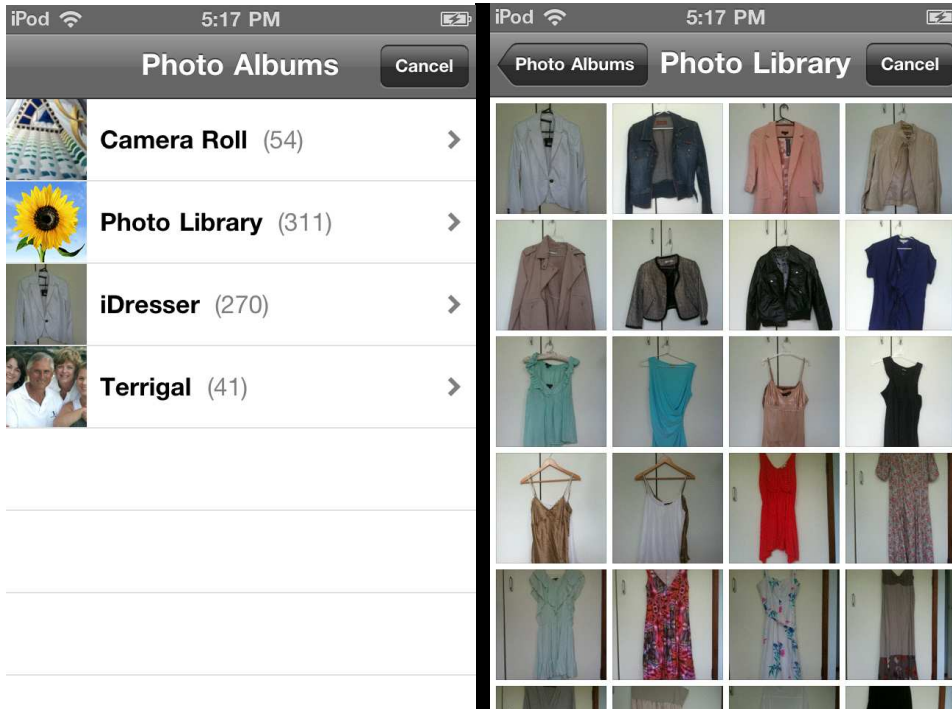 iPod 5:17 PM
Photo Albums Cancel
Camera Roll (54)
Photo Library (311)
iDresser (270)
Terrigal (41)
iPod 5:17 PM
Photo Albums Photo Library Cancel